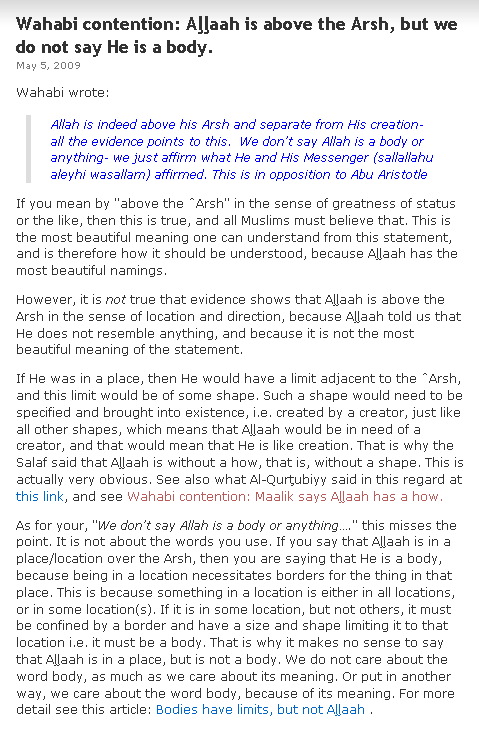 Wahabi contention: Aļļaah is above the Arsh, but we
do not say He is a body.
May 5, 2009
Wahabi wrote:
Allah is indeed above his Arsh and separate from His creation-
all the evidence points to this.  We don’t say Allah is a body or
anything- we just affirm what He and His Messenger (sallallahu
aleyhi wasallam) affirmed. This is in opposition to Abu Aristotle
If you mean by "above the ˆArsh" in the sense of greatness of status
or the like, then this is true, and all Muslims must believe that. This is
the most beautiful meaning one can understand from this statement,
and is therefore how it should be understood, because Aļļaah has the
most beautiful namings.
However, it is not true that evidence shows that Aļļaah is above the
Arsh in the sense of location and direction, because Aļļaah told us that
He does not resemble anything, and because it is not the most
beautiful meaning of the statement.
If He was in a place, then He would have a limit adjacent to the ˆArsh,
and this limit would be of some shape. Such a shape would need to be
specified and brought into existence, i.e. created by a creator, just like
all other shapes, which means that Aļļaah would be in need of a
creator, and that would mean that He is like creation. That is why the
Salaf said that Aļļaah is without a how, that is, without a shape. This is
actually very obvious. See also what Al-Qurţubiyy said in this regard at
this link, and see Wahabi contention: Maalik says Aļļaah has a how.
As for your, "We don’t say Allah is a body or anything…." this misses the
point. It is not about the words you use. If you say that Aļļaah is in a
place/location over the Arsh, then you are saying that He is a body,
because being in a location necessitates borders for the thing in that
place. This is because something in a location is either in all locations,
or in some location(s). If it is in some location, but not others, it must
be confined by a border and have a size and shape limiting it to that
location i.e. it must be a body. That is why it makes no sense to say
that Aļļaah is in a place, but is not a body. We do not care about the
word body, as much as we care about its meaning. Or put in another
way, we care about the word body, because of its meaning. For more
detail see this article: Bodies have limits, but not Aļļaah .